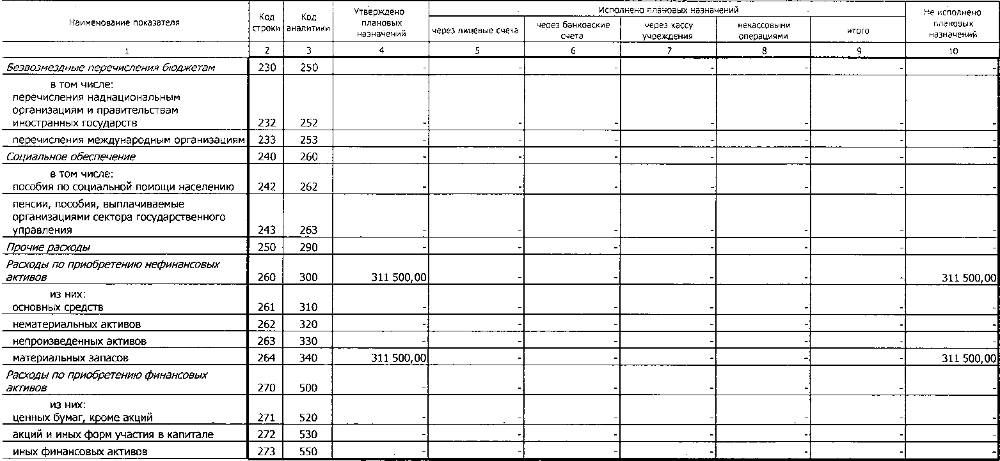 Наименование показателя | Код строки | Код аналитики | Утверждено плановых назначений | Исполнено плановых назначений | Не исполнено плановых назначений
через лицевые счета | через банковские счета | через кассу учреждения | некассовыми операциями | итого
1 | 2 | 3 | 4 | 5 | 6 | 7 | 8 | 9 | 10
Безвозмездные перечисления бюджетам | 230 | 250 | - | - | - | - | - | - | -
в том числе:
перечисления наднациональным
организациям и правительствам
иностранных государств | 232 | 252 | - | - | - | - | - | - | -
перечисления международным организациям | 233 | 253 | - | - | - | - | - | - | -
Социальное обеспечение | 240 | 260 | - | - | - | - | - | - | -
в том числе:
пособия по социальной помощи населению | 242 | 262 | - | - | - | - | - | - | -
пенсии, пособия, выплачиваемые
организациями сектора государственного
управления | 243 | 263 | - | - | - | - | - | - | -
Прочие расходы | 250 | 290 | - | - | - | - | - | - | -
Расходы по приобретению нефинансовых
активов | 260 | 300 | 311 500,00 | - | - | - | - | - | 311 500,00
из них:
основных средств | 261 | 310 | - | - | - | - | - | - | -
нематериальных активов | 262 | 320 | - | - | - | - | - | - | -
непроизведенных активов | 263 | 330 | - | - | - | - | - | - | -
материальных запасов | 264 | 340 | 311 500,00 | - | - | - | - | - | 311 500,00
Расходы по приобретению финансовых
активов | 270 | 500 | - | - | - | - | - | - | -
из них:
ценных бумаг, кроме акций | 271 | 520 | - | - | - | - | - | - | -
акций и иных форм участия в капитале | 272 | 530 | - | - | - | - | - | - | -
иных финансовых активов | 273 | 550 | - | - | - | - | - | - | -